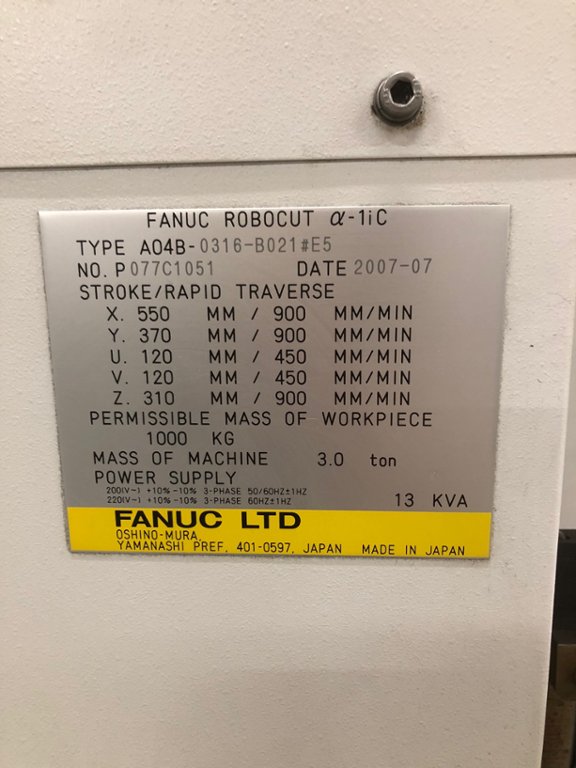 FANUC ROBOCUT α-1iC
TYPE A04B-0316-B021#E5
NO. P077C1051 DATE 2007-07
STROKE/RAPID TRAVERSE
X. 550 MM / 900 MM/MIN
Y. 370 MM / 900 MM/MIN
U. 120 MM / 450 MM/MIN
V. 120 MM / 450 MM/MIN
Z. 310 MM / 900 MM/MIN
PERMISSIBLE MASS OF WORKPIECE
1000 KG
MASS OF MACHINE 3.0 ton
POWER SUPPLY
200(V~) +10% -10% 3-PHASE 50/60HZ±1HZ
220(V~) +10% -10% 3-PHASE 60HZ±1HZ 13 KVA
FANUC LTD
OSHINO-MURA,
YAMANASHI PREF. 401-0597, JAPAN MADE IN JAPAN